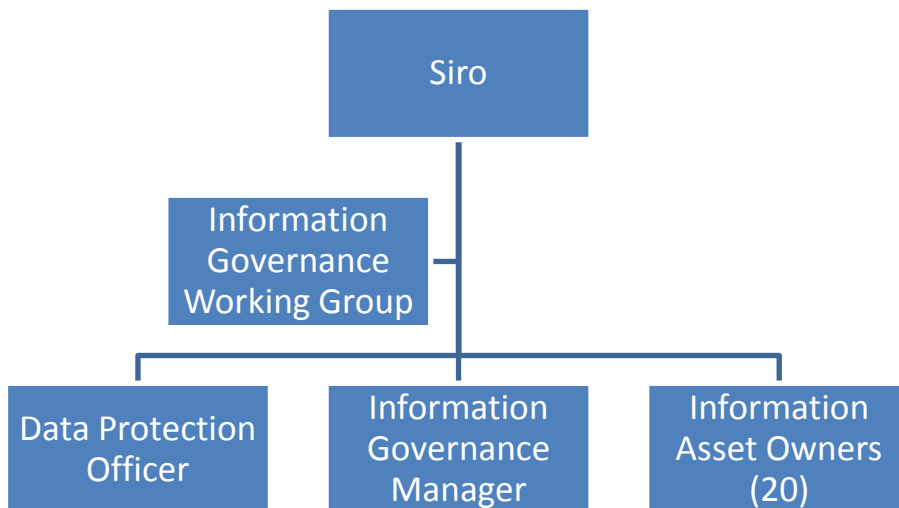 Siro
Information
Governance
Working Group
Data Protection
Officer
Information
Governance
Manager
Information
Asset Owners
(20)